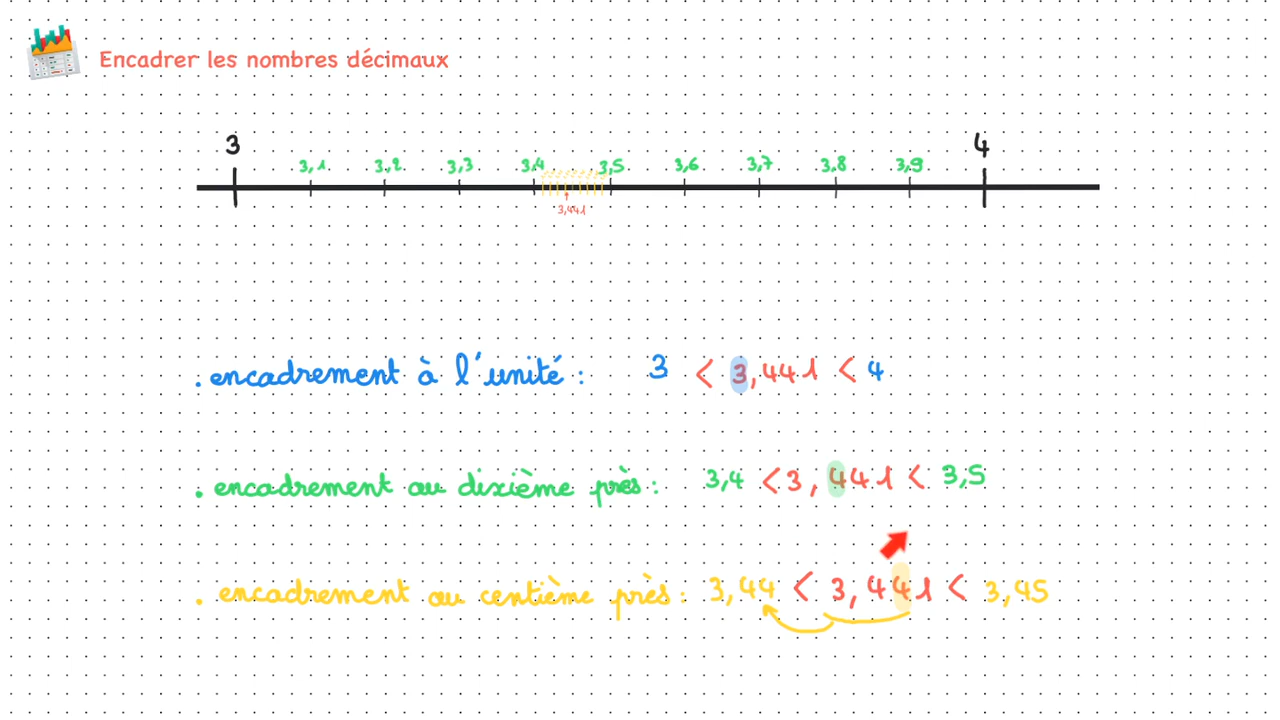 Encadrer les nombres décimaux
3 4
3,1 3,2 3,3 3,4 3,5 3,6 3,7 3,8 3,9
3,441
. encadrement à l'unité : 3 < 3,441 < 4
. encadrement au dixième près : 3,4 < 3,441 < 3,5
. encadrement au centième près : 3,44 < 3,441 < 3,45